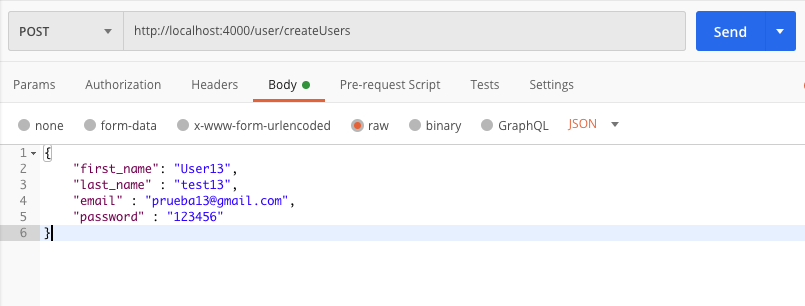 POST http://localhost:4000/user/createUsers Send
Params Authorization Headers Body Pre-request Script Tests Settings
none form-data x-www-form-urlencoded raw binary GraphQL JSON
1 {
2 "first_name": "User13",
3 "last_name" : "test13",
4 "email" : "prueba13@gmail.com",
5 "password" : "123456"
6 }